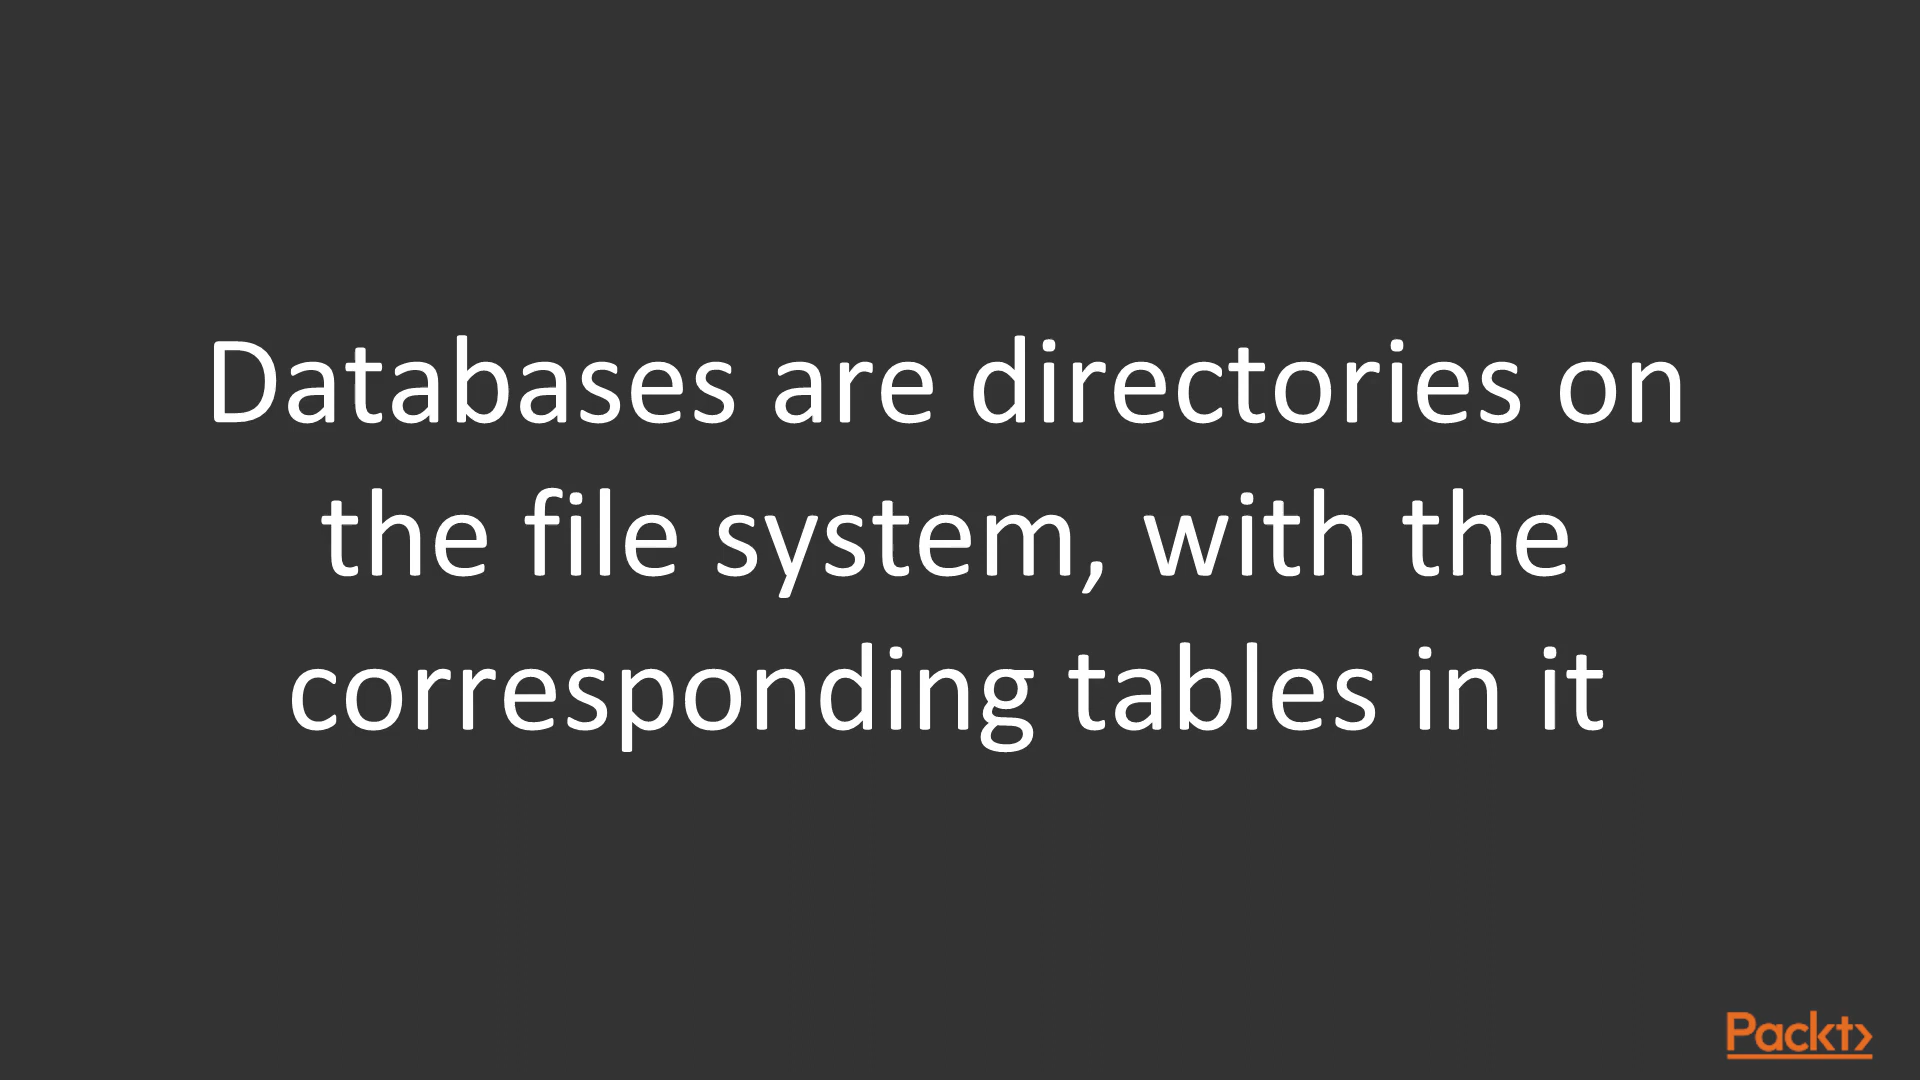 Databases are directories on
the file system, with the
corresponding tables in it
Packt>